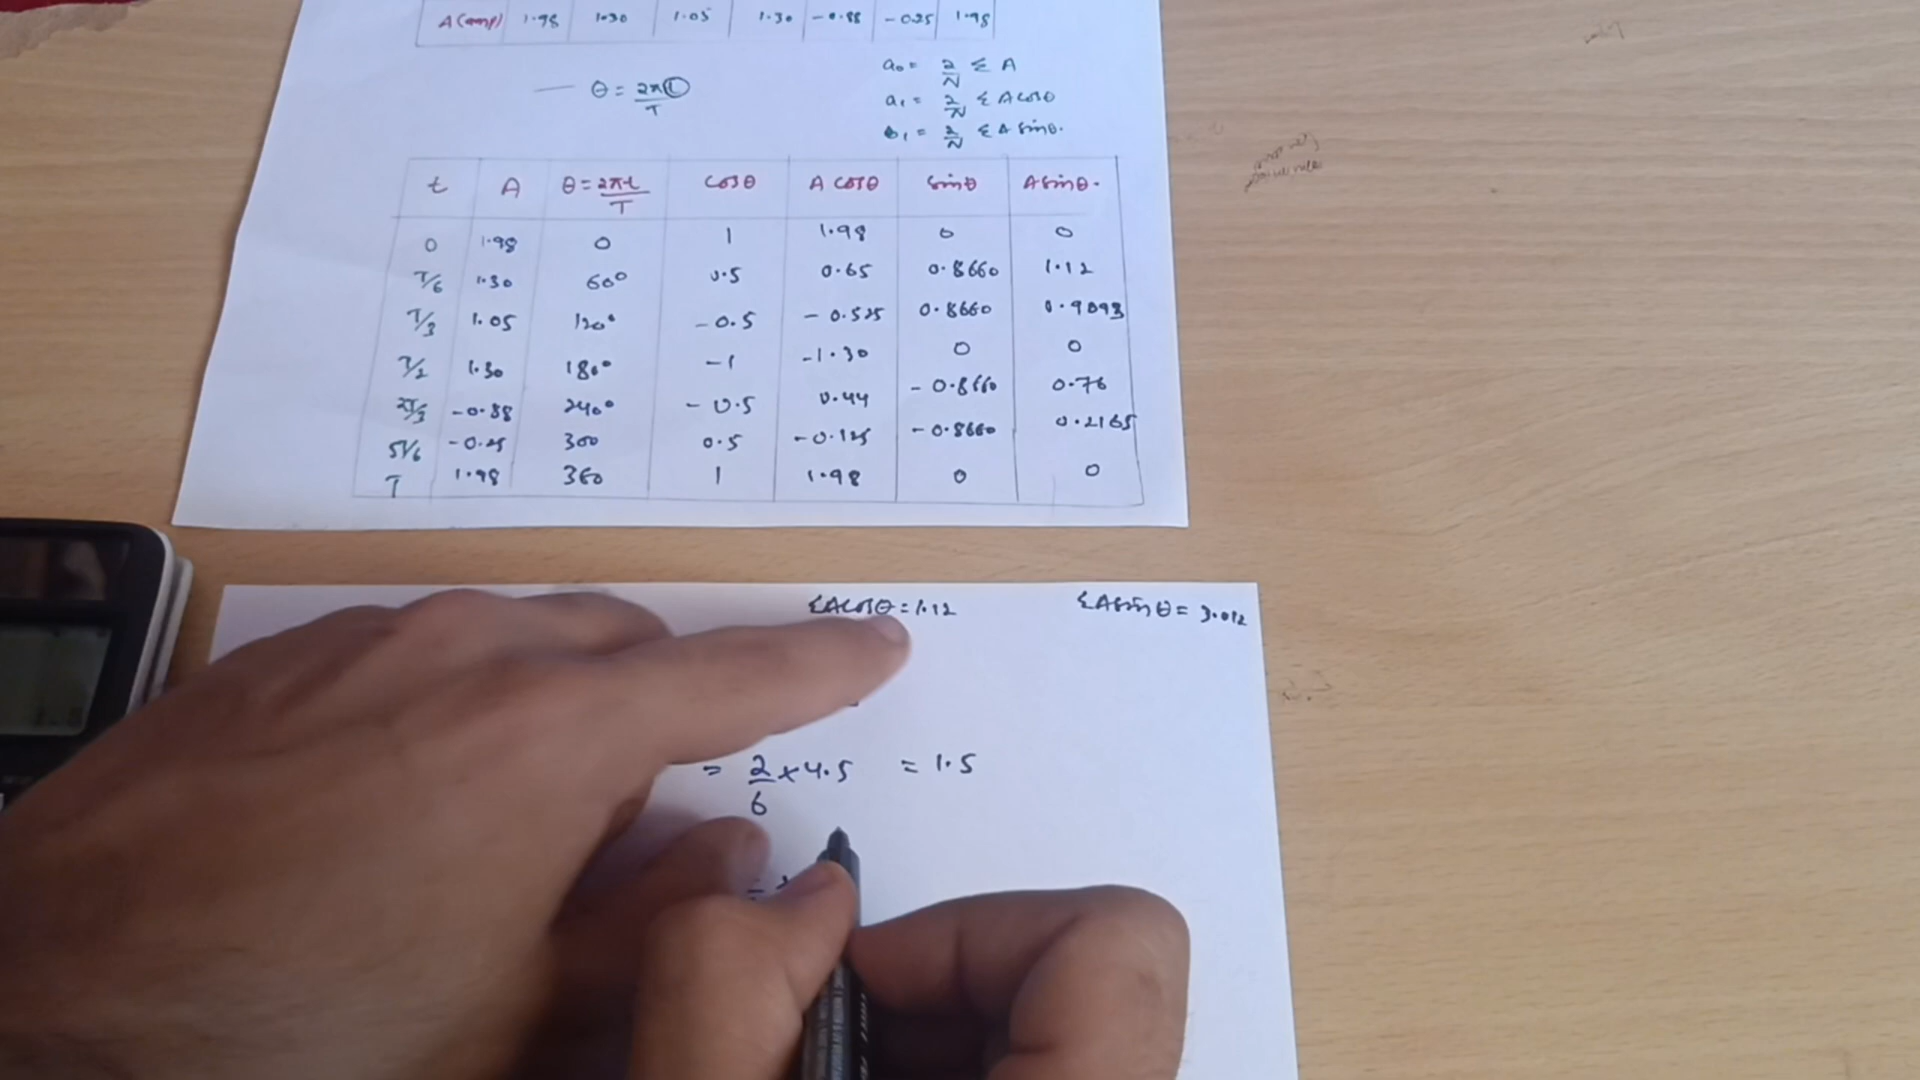 A(amp) 1.98 1.30 1.05 1.30 -0.88 -0.25 1.98
θ = 2πt/T
a₀ = 2/N Σ A
a₁ = 2/N Σ A cosθ
b₁ = 2/N Σ A sinθ.
t A θ = 2πt/T cosθ A cosθ sinθ A sinθ.
0 1.98 0 1 1.98 0 0
T/6 1.30 60° 0.5 0.65 0.8660 1.12
T/3 1.05 120° -0.5 -0.525 0.8660 0.9093
T/2 1.30 180° -1 -1.30 0 0
2T/3 -0.88 240° -0.5 0.44 -0.8660 0.76
5T/6 -0.25 300 0.5 -0.125 -0.8660 0.2165
T 1.98 360 1 1.98 0 0
ΣAcosθ = 1.12 ΣAsinθ = 3.012
= 2/6 × 4.5 = 1.5